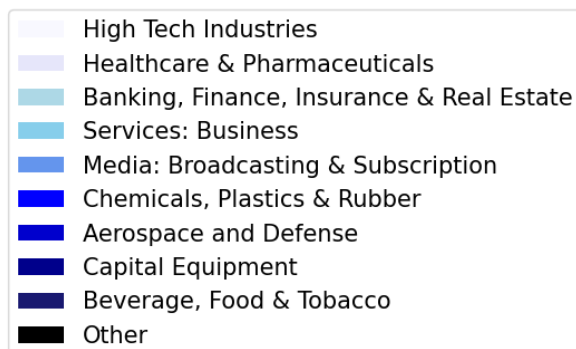 High Tech Industries
Healthcare & Pharmaceuticals
Banking, Finance, Insurance & Real Estate
Services: Business
Media: Broadcasting & Subscription
Chemicals, Plastics & Rubber
Aerospace and Defense
Capital Equipment
Beverage, Food & Tobacco
Other